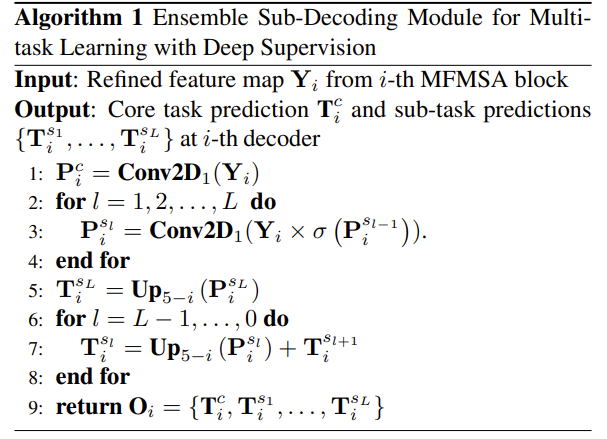 Algorithm 1 Ensemble Sub-Decoding Module for Multi-
task Learning with Deep Supervision
Input: Refined feature map Y_i from i-th MFMSA block
Output: Core task prediction T_i^c and sub-task predictions
{T_i^{s_1}, . . . , T_i^{s_L}} at i-th decoder
1: P_i^c = Conv2D_1(Y_i)
2: for l = 1, 2, . . . , L do
3: P_i^{s_l} = Conv2D_1(Y_i × σ (P_i^{s_{l-1}})).
4: end for
5: T_i^{s_L} = Up_{5-i} (P_i^{s_L})
6: for l = L − 1, . . . , 0 do
7: T_i^{s_l} = Up_{5-i} (P_i^{s_l}) + T_i^{s_{l+1}}
8: end for
9: return O_i = {T_i^c, T_i^{s_1}, . . . , T_i^{s_L}}